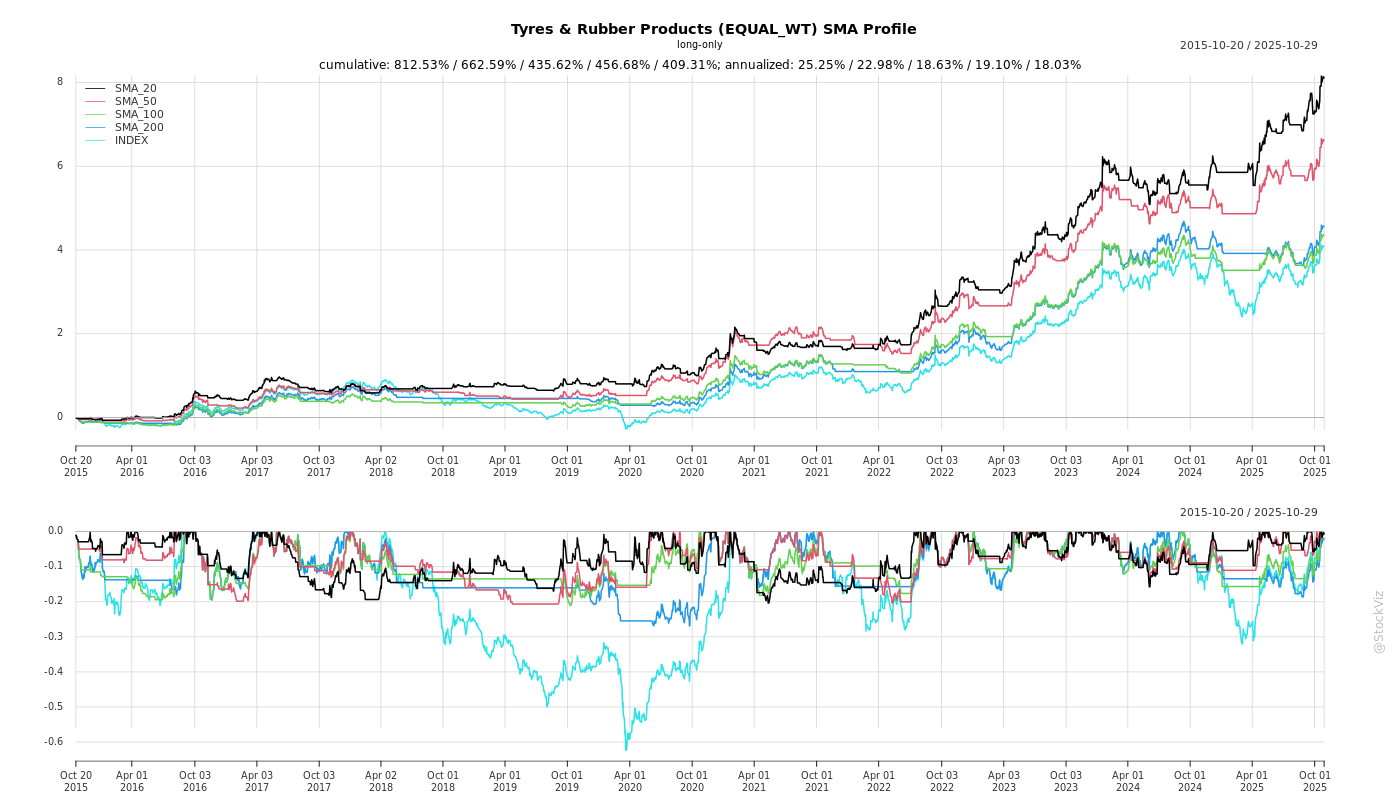 Tyres & Rubber Products (EQUAL_WT) SMA Profile
long-only
2015-10-20 / 2025-10-29
cumulative: 812.53% / 662.59% / 435.62% / 456.68% / 409.31%; annualized: 25.25% / 22.98% / 18.63% / 19.10% / 18.03%
SMA_20
SMA_50
SMA_100
SMA_200
INDEX
8
6
4
2
0
Oct 20 Apr 01 Oct 03 Apr 03 Oct 03 Apr 02 Oct 01 Apr 01 Oct 01 Apr 01 Oct 01 Apr 01 Oct 01 Apr 01 Oct 03 Apr 03 Oct 03 Apr 01 Oct 01 Apr 01 Oct 01
2015 2016 2016 2017 2017 2018 2018 2019 2019 2020 2020 2021 2021 2022 2022 2023 2023 2024 2024 2025 2025
2015-10-20 / 2025-10-29
0.0
-0.1
-0.2
-0.3
-0.4
-0.5
-0.6
Oct 20 Apr 01 Oct 03 Apr 03 Oct 03 Apr 02 Oct 01 Apr 01 Oct 01 Apr 01 Oct 01 Apr 01 Oct 01 Apr 01 Oct 03 Apr 03 Oct 03 Apr 01 Oct 01 Apr 01 Oct 01
2015 2016 2016 2017 2017 2018 2018 2019 2019 2020 2020 2021 2021 2022 2022 2023 2023 2024 2024 2025 2025
@StockViz